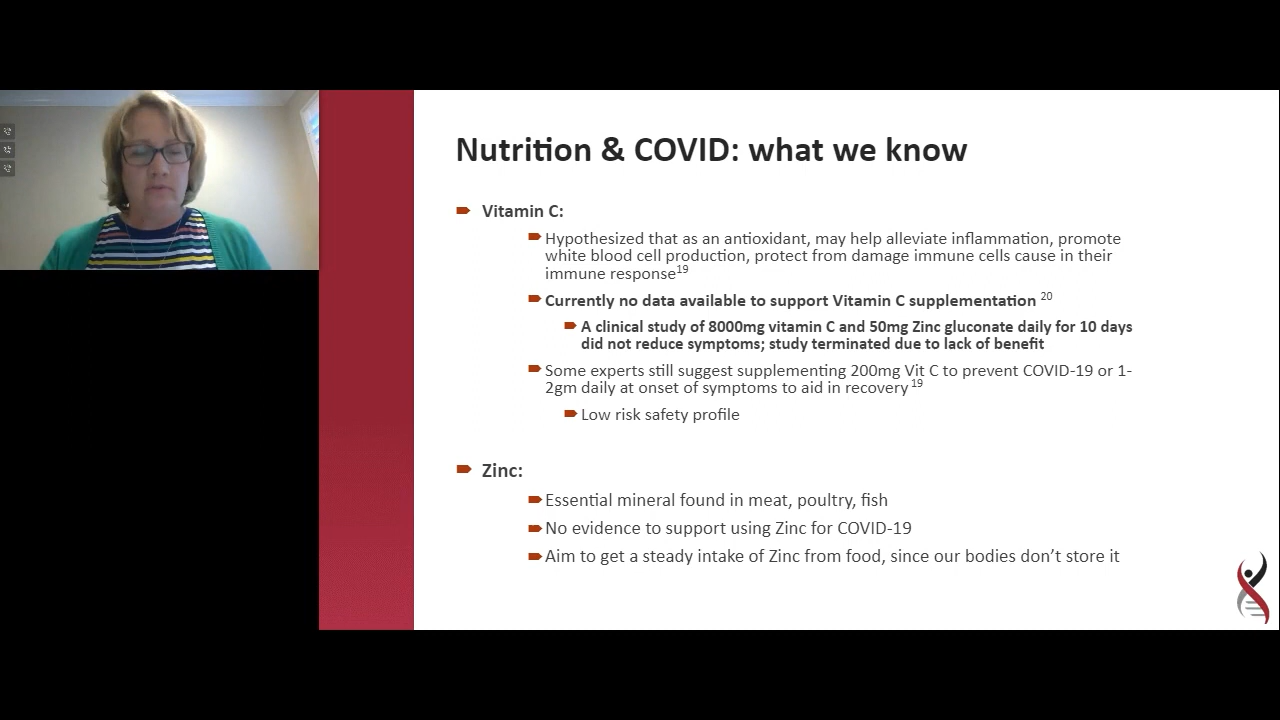 Nutrition & COVID: what we know
Vitamin C:
Hypothesized that as an antioxidant, may help alleviate inflammation, promote
white blood cell production, protect from damage immune cells cause in their
immune response19
Currently no data available to support Vitamin C supplementation 20
A clinical study of 8000mg vitamin C and 50mg Zinc gluconate daily for 10 days
did not reduce symptoms; study terminated due to lack of benefit
Some experts still suggest supplementing 200mg Vit C to prevent COVID-19 or 1-
2gm daily at onset of symptoms to aid in recovery 19
Low risk safety profile
Zinc:
Essential mineral found in meat, poultry, fish
No evidence to support using Zinc for COVID-19
Aim to get a steady intake of Zinc from food, since our bodies don’t store it